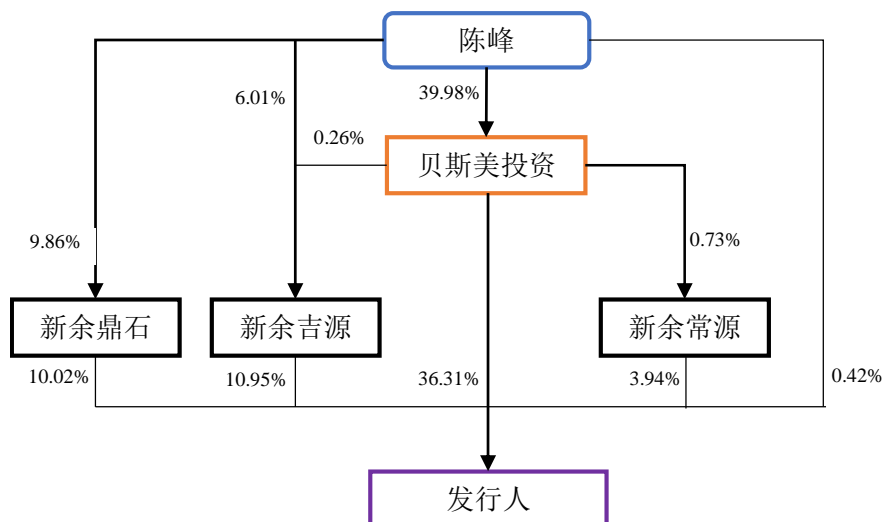 陈峰
6.01%
39.98%
0.26%
贝斯美投资
9.86%
0.73%
新余鼎石
新余吉源
新余常源
10.02%
10.95%
36.31%
3.94%
0.42%
发行人